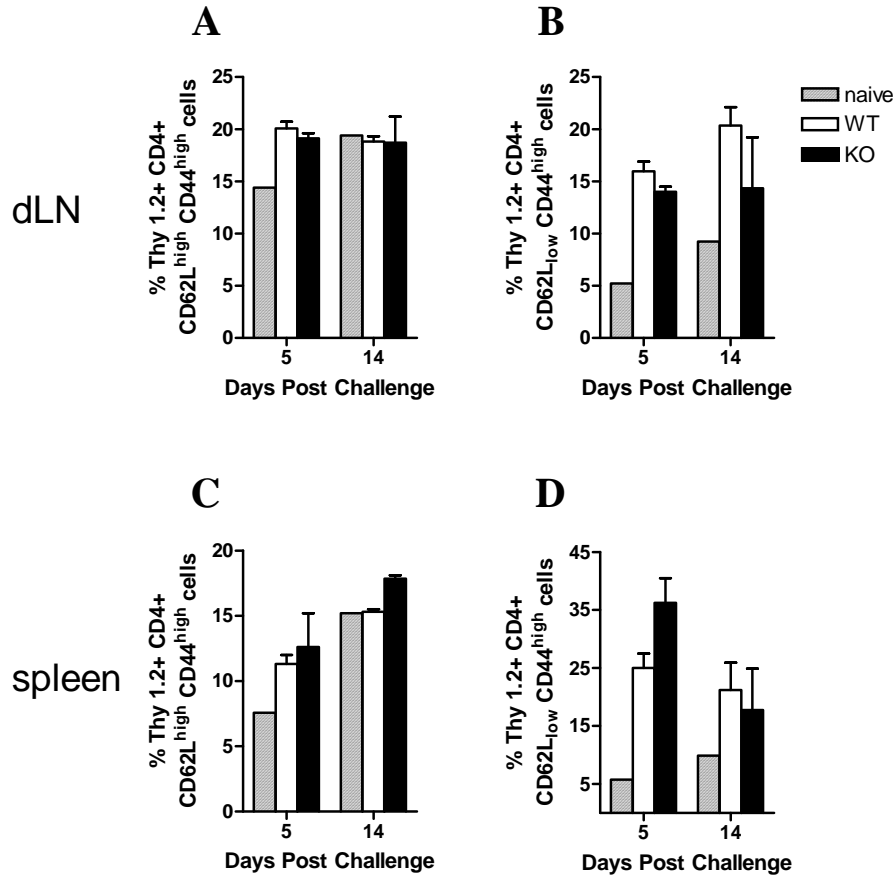 A
B
% Thy 1.2+ CD4+
CD62L^high CD44^high cells
25
20
15
10
5
0
5
14
Days Post Challenge
% Thy 1.2+ CD4+
CD62L_low CD44^high cells
25
20
15
10
5
0
5
14
Days Post Challenge
naive
WT
KO
dLN
C
D
% Thy 1.2+ CD4+
CD62L^high CD44^high cells
20
15
10
5
0
5
14
Days Post Challenge
% Thy 1.2+ CD4+
CD62L_low CD44^high cells
45
35
25
15
5
5
14
Days Post Challenge
spleen